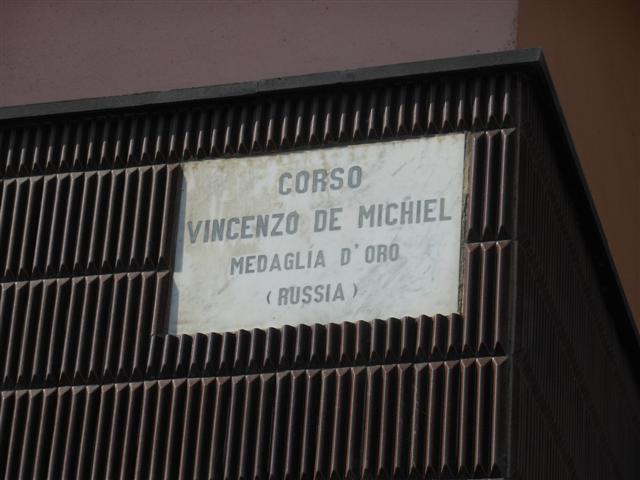 CORSO
VINCENZO DE MICHIEL
MEDAGLIA D'ORO
(RUSSIA)